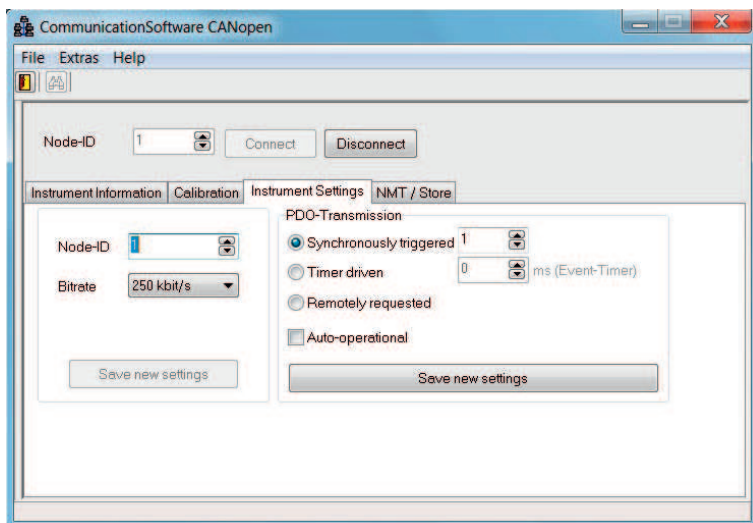 CommunicationSoftware CANopen
File Extras Help
Node-ID 1 Connect Disconnect
Instrument Information Calibration Instrument Settings NMT / Store
Node-ID 1
Bitrate 250 kbit/s
Save new settings
PDO-Transmission
Synchronously triggered 1
Timer driven 0 ms (Event-Timer)
Remotely requested
Auto-operational
Save new settings